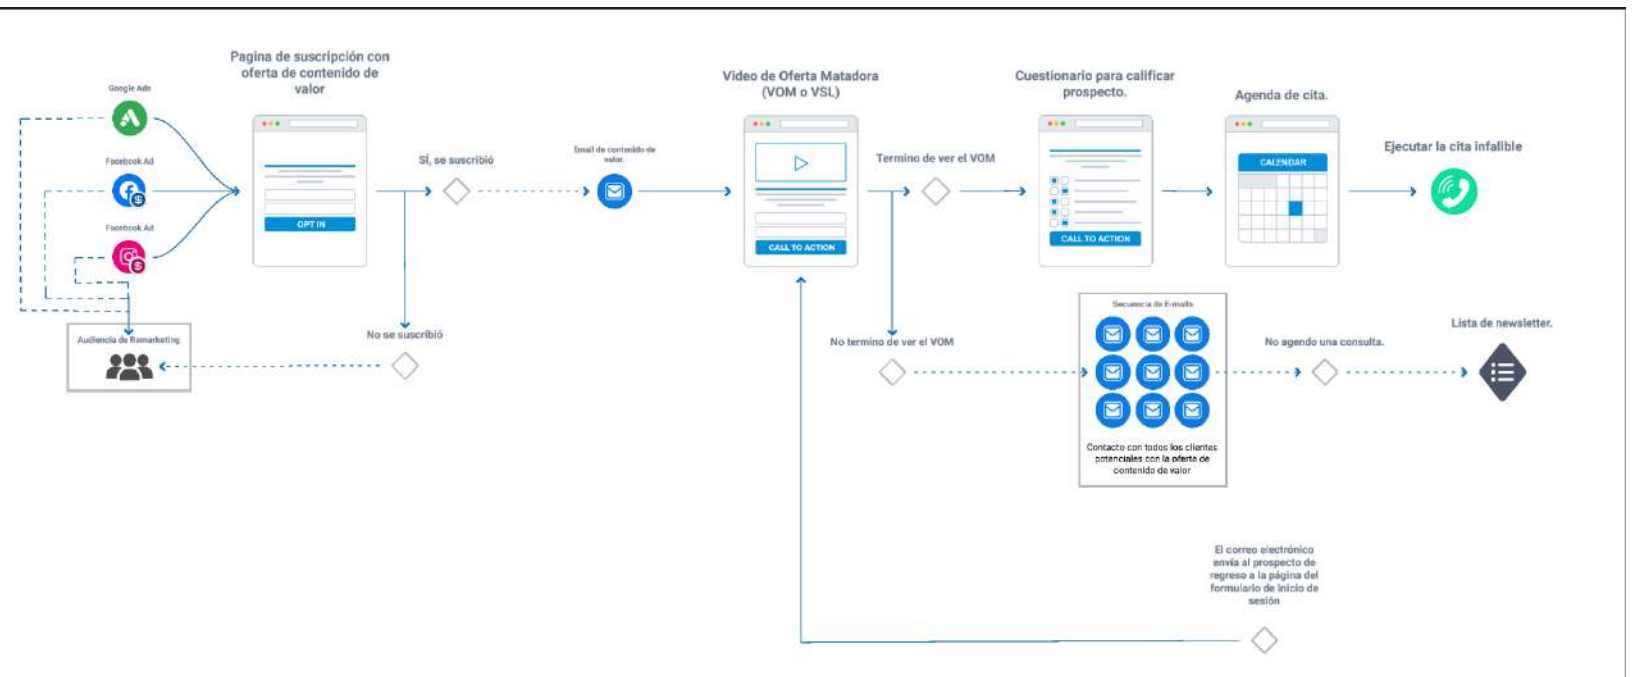 Pagina de suscripción con
oferta de contenido de
valor
Google Ads
Facebook Ad
Facebook Ad
OPT IN
SÍ, se suscribió
No se suscribió
Audiencia de Remarketing
Email de contenido de
valor.
Video de Oferta Matadora
(VOM o VSL)
CALL TO ACTION
Termino de ver el VOM
No termino de ver el VOM
Cuestionario para calificar
prospecto.
CALL TO ACTION
Agenda de cita.
CALENDAR
Ejecutar la cita infalible
Secuencia de E-mails
Contacto con todos los clientes
potenciales con la oferta de
contenido de valor
No agendo una consulta.
Lista de newsletter.
El correo electrónico
envía al prospecto de
regreso a la página del
formulario de inicio de
sesión